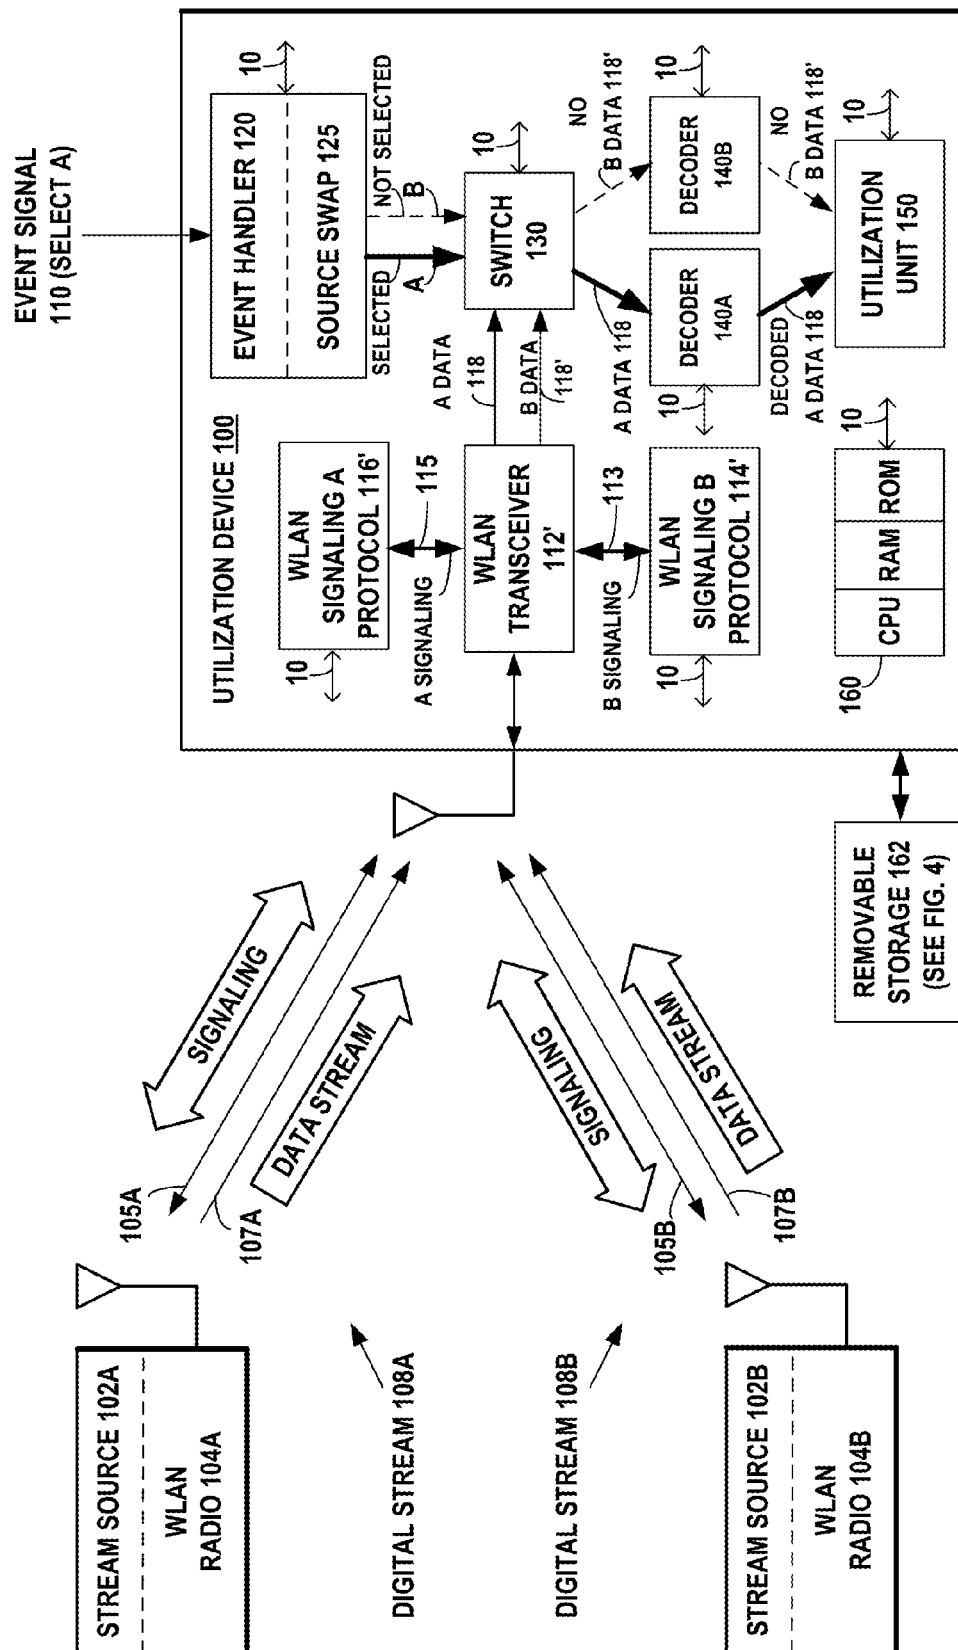 EVENT SIGNAL
110 (SELECT A)
UTILIZATION DEVICE 100
EVENT HANDLER 120
SOURCE SWAP 125
10
SELECTED
A
NOT SELECTED
B
WLAN
SIGNALING A
PROTOCOL 116'
10
A SIGNALING
115
WLAN
TRANSCEIVER
112'
A DATA
118
B DATA
118'
SWITCH
130
10
B SIGNALING
113
WLAN
SIGNALING B
PROTOCOL 114'
10
A DATA 118
NO
B DATA 118'
DECODER
140A
10
DECODER
140B
10
DECODED
A DATA 118
NO
B DATA 118'
UTILIZATION
UNIT 150
10
CPU
RAM
ROM
10
160
REMOVABLE
STORAGE 162
(SEE FIG. 4)
SIGNALING
DATA STREAM
105A
107A
SIGNALING
DATA STREAM
105B
107B
STREAM SOURCE 102A
WLAN
RADIO 104A
DIGITAL STREAM 108A
DIGITAL STREAM 108B
STREAM SOURCE 102B
WLAN
RADIO 104B